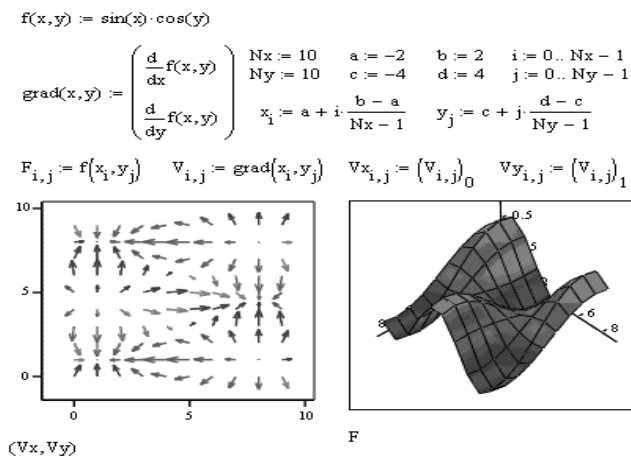 f(x,y) := sin(x)·cos(y)
grad(x,y) := ( d/dx f(x,y) d/dy f(x,y) )
Nx := 10 a := −2 b := 2 i := 0.. Nx − 1
Ny := 10 c := −4 d := 4 j := 0.. Ny − 1
x_i := a + i·(b − a)/(Nx − 1) y_j := c + j·(d − c)/(Ny − 1)
F_i,j := f(x_i,y_j) V_i,j := grad(x_i,y_j) Vx_i,j := (V_i,j)_0 Vy_i,j := (V_i,j)_1
10
5
0
0 5 10
(Vx,Vy)
0.5
5
8
6
8
F